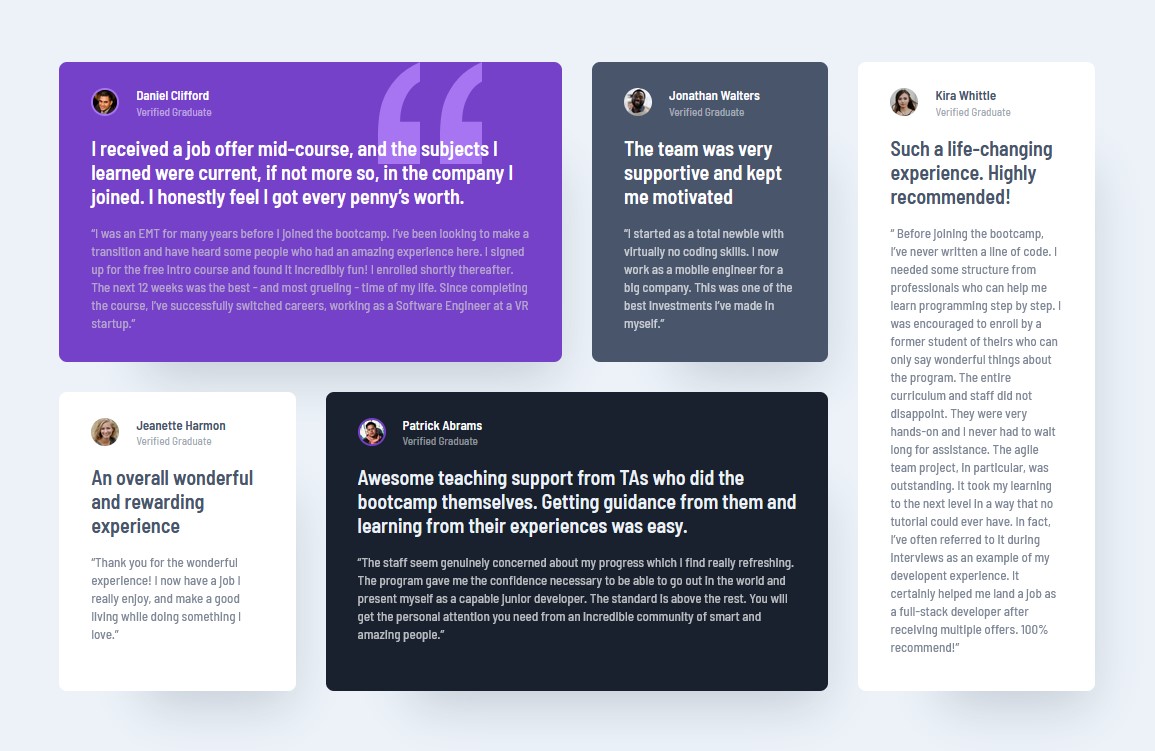 Daniel Clifford
Verified Graduate
I received a job offer mid-course, and the subjects I
learned were current, if not more so, in the company I
joined. I honestly feel I got every penny’s worth.
“I was an EMT for many years before I joined the bootcamp. I’ve been looking to make a
transition and have heard some people who had an amazing experience here. I signed
up for the free intro course and found it incredibly fun! I enrolled shortly thereafter.
The next 12 weeks was the best - and most grueling - time of my life. Since completing
the course, I’ve successfully switched careers, working as a Software Engineer at a VR
startup.”
Jonathan Walters
Verified Graduate
The team was very
supportive and kept
me motivated
“I started as a total newbie with
virtually no coding skills. I now
work as a mobile engineer for a
big company. This was one of the
best investments I’ve made in
myself.”
Kira Whittle
Verified Graduate
Such a life-changing
experience. Highly
recommended!
“ Before joining the bootcamp,
I’ve never written a line of code. I
needed some structure from
professionals who can help me
learn programming step by step. I
was encouraged to enroll by a
former student of theirs who can
only say wonderful things about
the program. The entire
curriculum and staff did not
disappoint. They were very
hands-on and I never had to wait
long for assistance. The agile
team project, in particular, was
outstanding. It took my learning
to the next level in a way that no
tutorial could ever have. In fact,
I’ve often referred to it during
interviews as an example of my
developent experience. It
certainly helped me land a job as
a full-stack developer after
receiving multiple offers. 100%
recommend!”
Jeanette Harmon
Verified Graduate
An overall wonderful
and rewarding
experience
“Thank you for the wonderful
experience! I now have a job I
really enjoy, and make a good
living while doing something I
love.”
Patrick Abrams
Verified Graduate
Awesome teaching support from TAs who did the
bootcamp themselves. Getting guidance from them and
learning from their experiences was easy.
“The staff seem genuinely concerned about my progress which I find really refreshing.
The program gave me the confidence necessary to be able to go out in the world and
present myself as a capable junior developer. The standard is above the rest. You will
get the personal attention you need from an incredible community of smart and
amazing people.”